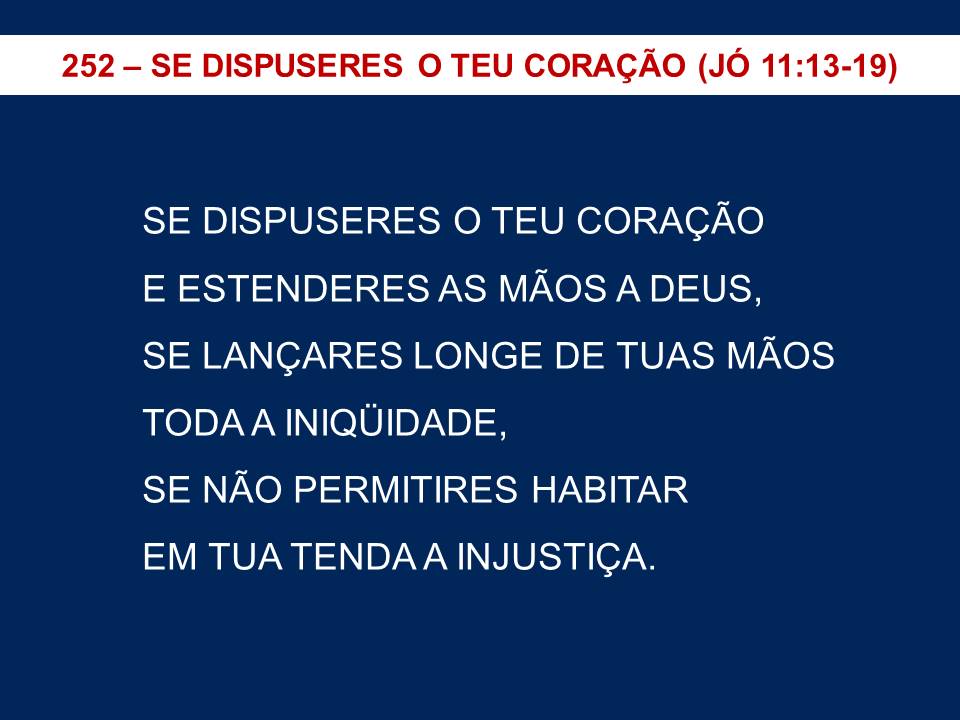 252 – SE DISPUSERES O TEU CORAÇÃO (JÓ 11:13-19)
SE DISPUSERES O TEU CORAÇÃO
E ESTENDERES AS MÃOS A DEUS,
SE LANÇARES LONGE DE TUAS MÃOS
TODA A INIQÜIDADE,
SE NÃO PERMITIRES HABITAR
EM TUA TENDA A INJUSTIÇA.